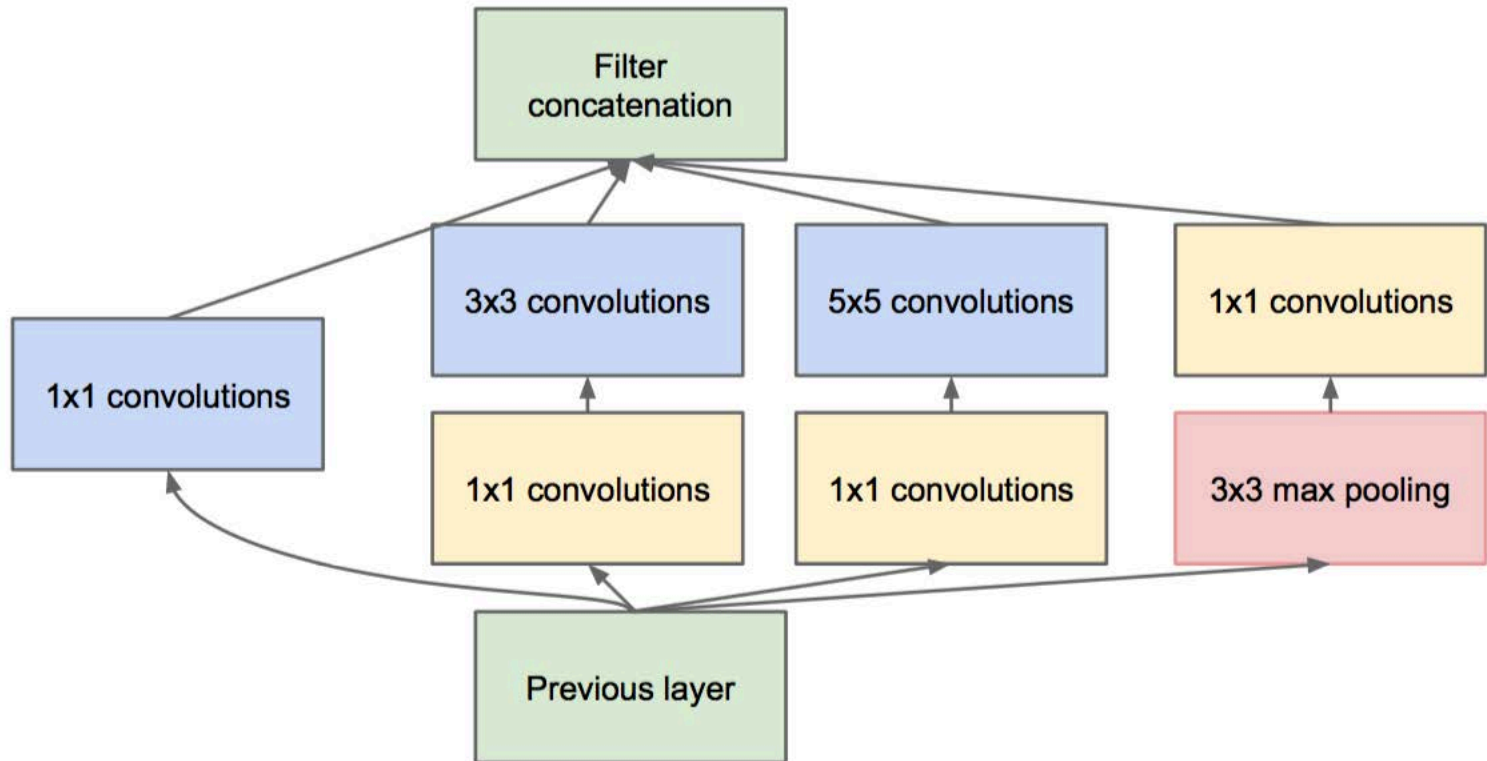 Filter
concatenation
3x3 convolutions
5x5 convolutions
1x1 convolutions
1x1 convolutions
1x1 convolutions
1x1 convolutions
3x3 max pooling
Previous layer